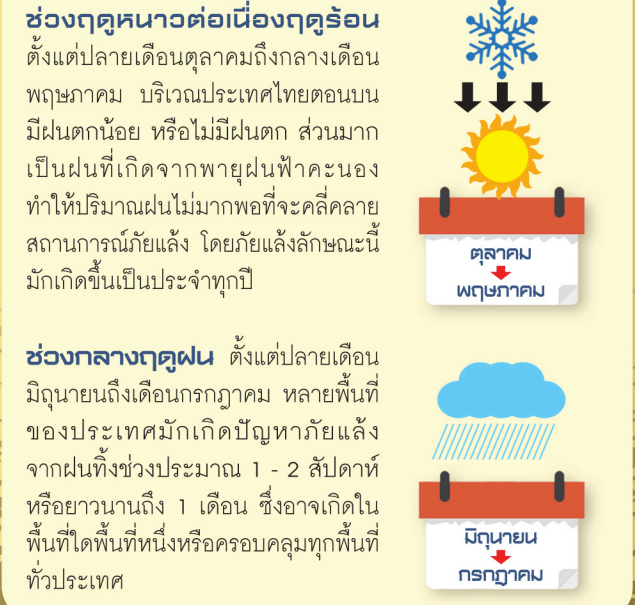 ช่วงฤดูหนาวต่อเนื่องฤดูร้อน
ตั้งแต่ปลายเดือนตุลาคมถึงกลางเดือน
พฤษภาคม บริเวณประเทศไทยตอนบน
มีฝนตกน้อย หรือไม่มีฝนตก ส่วนมาก
เป็นฝนที่เกิดจากพายุฝนฟ้าคะนอง
ทำให้ปริมาณฝนไม่มากพอที่จะคลี่คลาย
สถานการณ์ภัยแล้ง โดยภัยแล้งลักษณะนี้
มักเกิดขึ้นเป็นประจำทุกปี
ตุลาคม
พฤษภาคม
ช่วงกลางฤดูฝน ตั้งแต่ปลายเดือน
มิถุนายนถึงเดือนกรกฎาคม หลายพื้นที่
ของประเทศมักเกิดปัญหาภัยแล้ง
จากฝนทิ้งช่วงประมาณ 1 - 2 สัปดาห์
หรือยาวนานถึง 1 เดือน ซึ่งอาจเกิดใน
พื้นที่ใดพื้นที่หนึ่งหรือครอบคลุมทุกพื้นที่
ทั่วประเทศ
มิถุนายน
กรกฎาคม